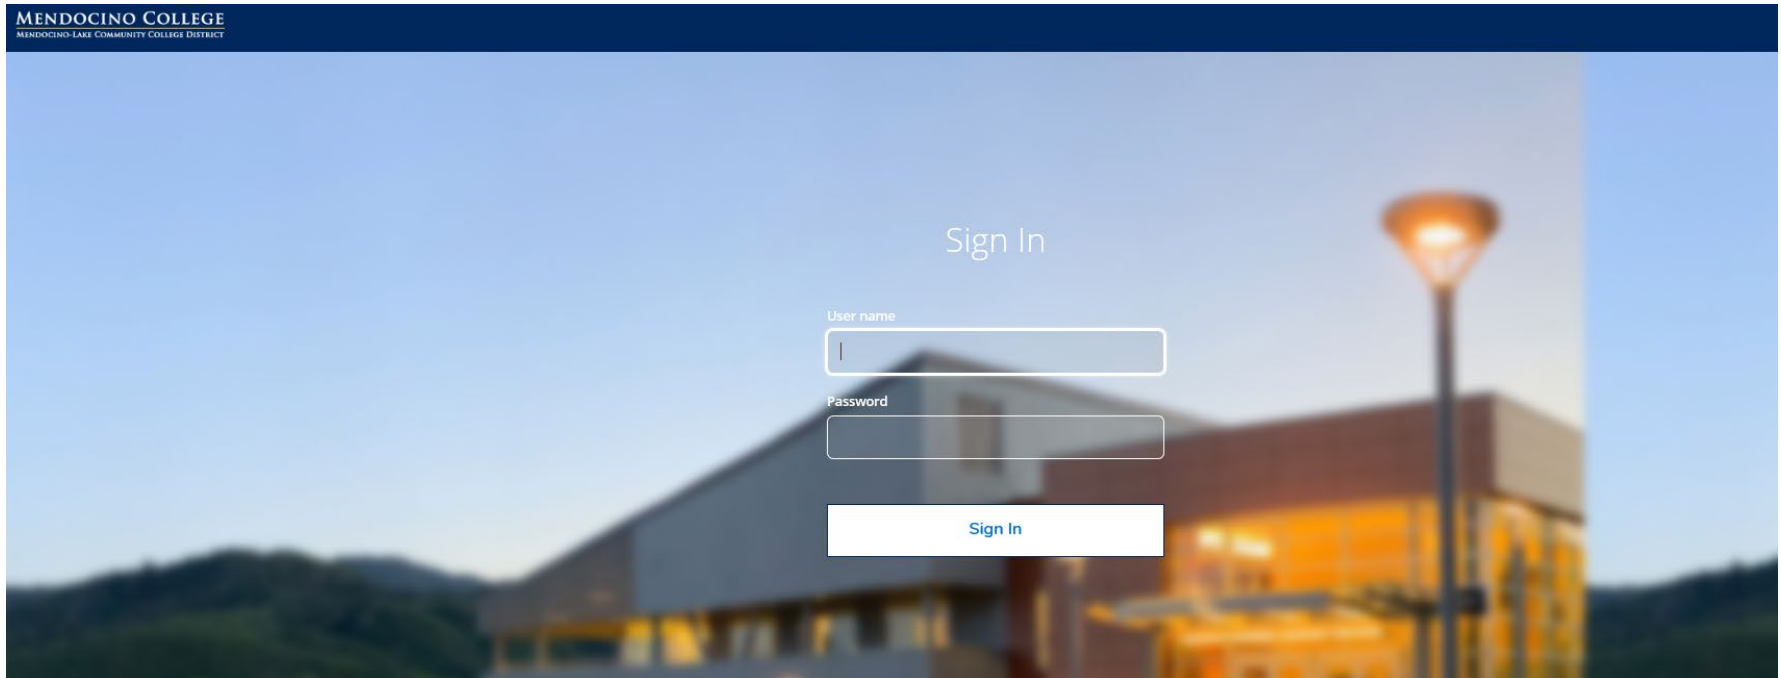 MENDOCINO COLLEGE
MENDOCINO-LAKE COMMUNITY COLLEGE DISTRICT
Sign In
User name
Password
Sign In